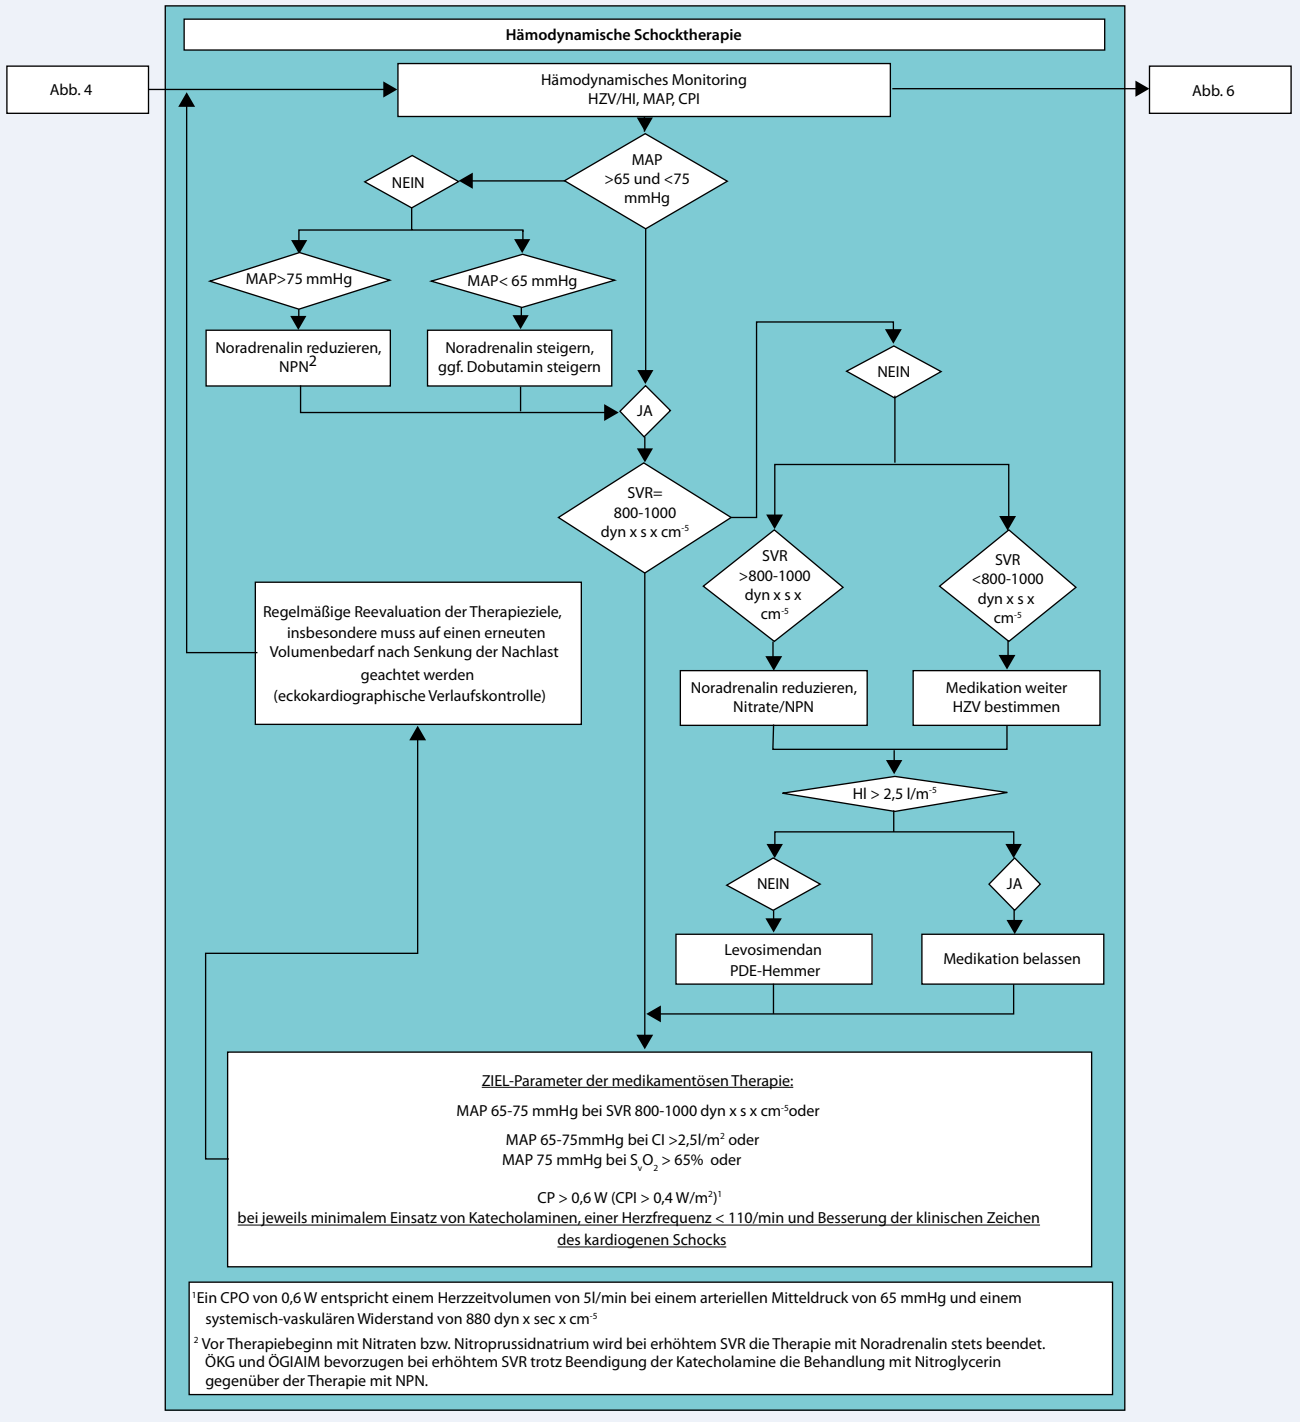 Hämodynamische Schocktherapie
Abb. 4
Hämodynamisches Monitoring
HZV/HI, MAP, CPI
Abb. 6
MAP
>65 und <75
mmHg
NEIN
MAP>75 mmHg
MAP< 65 mmHg
Noradrenalin reduzieren,
NPN²
Noradrenalin steigern,
ggf. Dobutamin steigern
NEIN
JA
SVR=
800-1000
dyn x s x cm⁻⁵
SVR
>800-1000
dyn x s x
cm⁻⁵
SVR
<800-1000
dyn x s x
cm⁻⁵
Regelmäßige Reevaluation der Therapieziele,
insbesondere muss auf einen erneuten
Volumenbedarf nach Senkung der Nachlast
geachtet werden
(eckokardiographische Verlaufskontrolle)
Noradrenalin reduzieren,
Nitrate/NPN
Medikation weiter
HZV bestimmen
HI > 2,5 l/m⁻⁵
NEIN
JA
Levosimendan
PDE-Hemmer
Medikation belassen
ZIEL-Parameter der medikamentösen Therapie:
MAP 65-75 mmHg bei SVR 800-1000 dyn x s x cm⁻⁵oder
MAP 65-75mmHg bei CI >2,5l/m² oder
MAP 75 mmHg bei SᵥO₂ > 65% oder
CP > 0,6 W (CPI > 0,4 W/m²)¹
bei jeweils minimalem Einsatz von Katecholaminen, einer Herzfrequenz < 110/min und Besserung der klinischen Zeichen
des kardiogenen Schocks
¹Ein CPO von 0,6 W entspricht einem Herzzeitvolumen von 5l/min bei einem arteriellen Mitteldruck von 65 mmHg und einem
systemisch-vaskulären Widerstand von 880 dyn x sec x cm⁻⁵
² Vor Therapiebeginn mit Nitraten bzw. Nitroprussidnatrium wird bei erhöhtem SVR die Therapie mit Noradrenalin stets beendet.
ÖKG und ÖGIAIM bevorzugen bei erhöhtem SVR trotz Beendigung der Katecholamine die Behandlung mit Nitroglycerin
gegenüber der Therapie mit NPN.